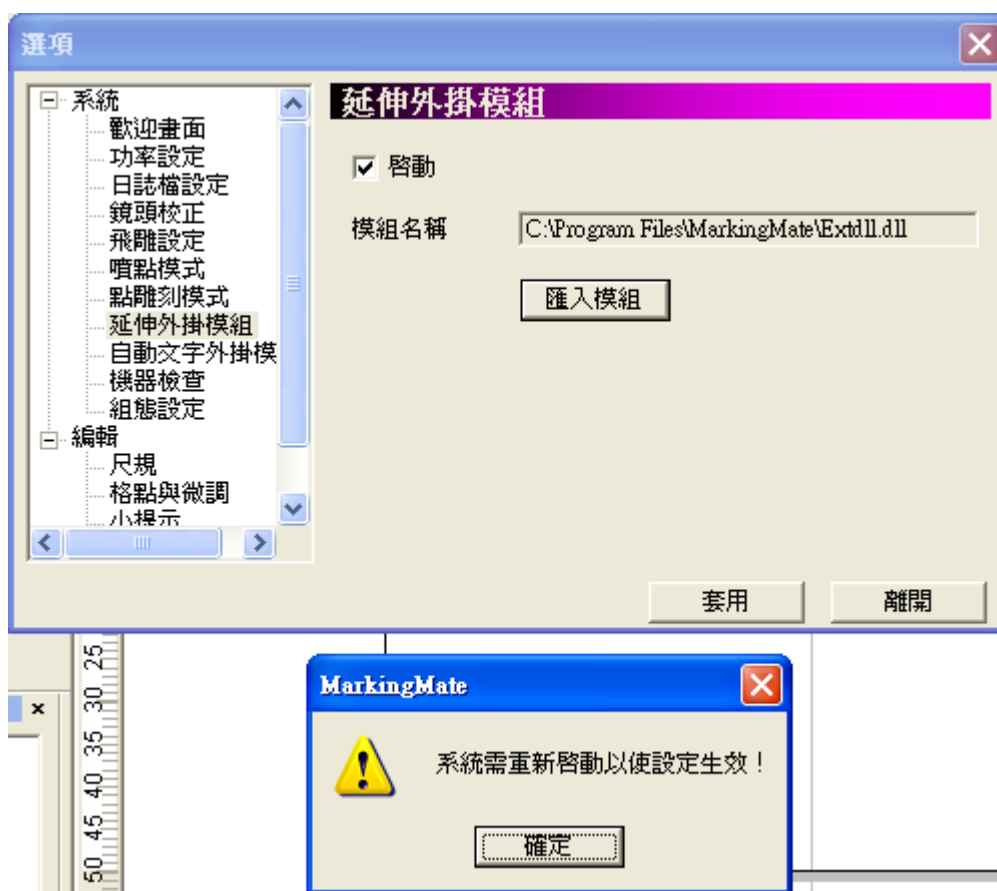 選項
系統
歡迎畫面
功率設定
日誌檔設定
鏡頭校正
飛雕設定
噴點模式
點雕刻模式
延伸外掛模組
自動文字外掛模
機器檢查
組態設定
編輯
尺規
格點與微調
小提示
延伸外掛模組
啓動
模組名稱 C:\Program Files\MarkingMate\Extdll.dll
匯入模組
套用 離開
25
30
35
40
45
50
MarkingMate
系統需重新啓動以使設定生效！
確定